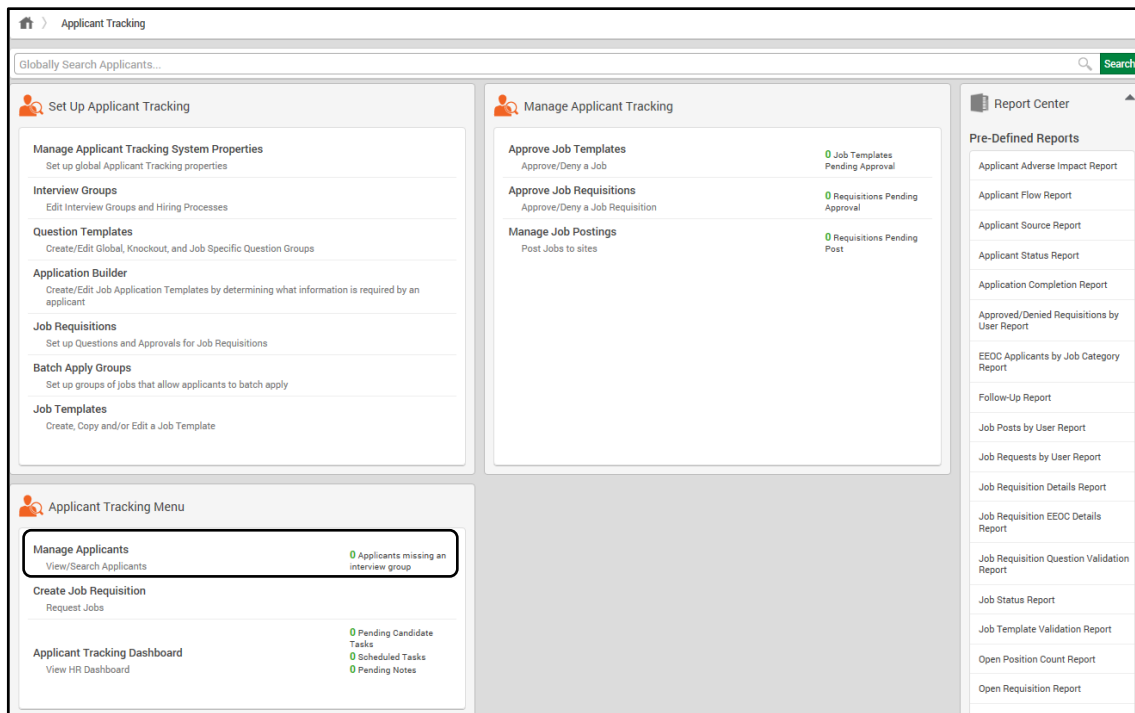 Applicant Tracking
Globally Search Applicants...
Search
Set Up Applicant Tracking
Manage Applicant Tracking System Properties
Set up global Applicant Tracking properties
Interview Groups
Edit Interview Groups and Hiring Processes
Question Templates
Create/Edit Global, Knockout, and Job Specific Question Groups
Application Builder
Create/Edit Job Application Templates by determining what information is required by an
applicant
Job Requisitions
Set up Questions and Approvals for Job Requisitions
Batch Apply Groups
Set up groups of jobs that allow applicants to batch apply
Job Templates
Create, Copy and/or Edit a Job Template
Manage Applicant Tracking
Approve Job Templates
Approve/Deny a Job
0 Job Templates
Pending Approval
Approve Job Requisitions
Approve/Deny a Job Requisition
0 Requisitions Pending
Approval
Manage Job Postings
Post Jobs to sites
0 Requisitions Pending
Post
Applicant Tracking Menu
Manage Applicants
View/Search Applicants
0 Applicants missing an
interview group
Create Job Requisition
Request Jobs
Applicant Tracking Dashboard
View HR Dashboard
0 Pending Candidate
Tasks
0 Scheduled Tasks
0 Pending Notes
Report Center
Pre-Defined Reports
Applicant Adverse Impact Report
Applicant Flow Report
Applicant Source Report
Applicant Status Report
Application Completion Report
Approved/Denied Requisitions by
User Report
EEOC Applicants by Job Category
Report
Follow-Up Report
Job Posts by User Report
Job Requests by User Report
Job Requisition Details Report
Job Requisition EEOC Details
Report
Job Requisition Question Validation
Report
Job Status Report
Job Template Validation Report
Open Position Count Report
Open Requisition Report